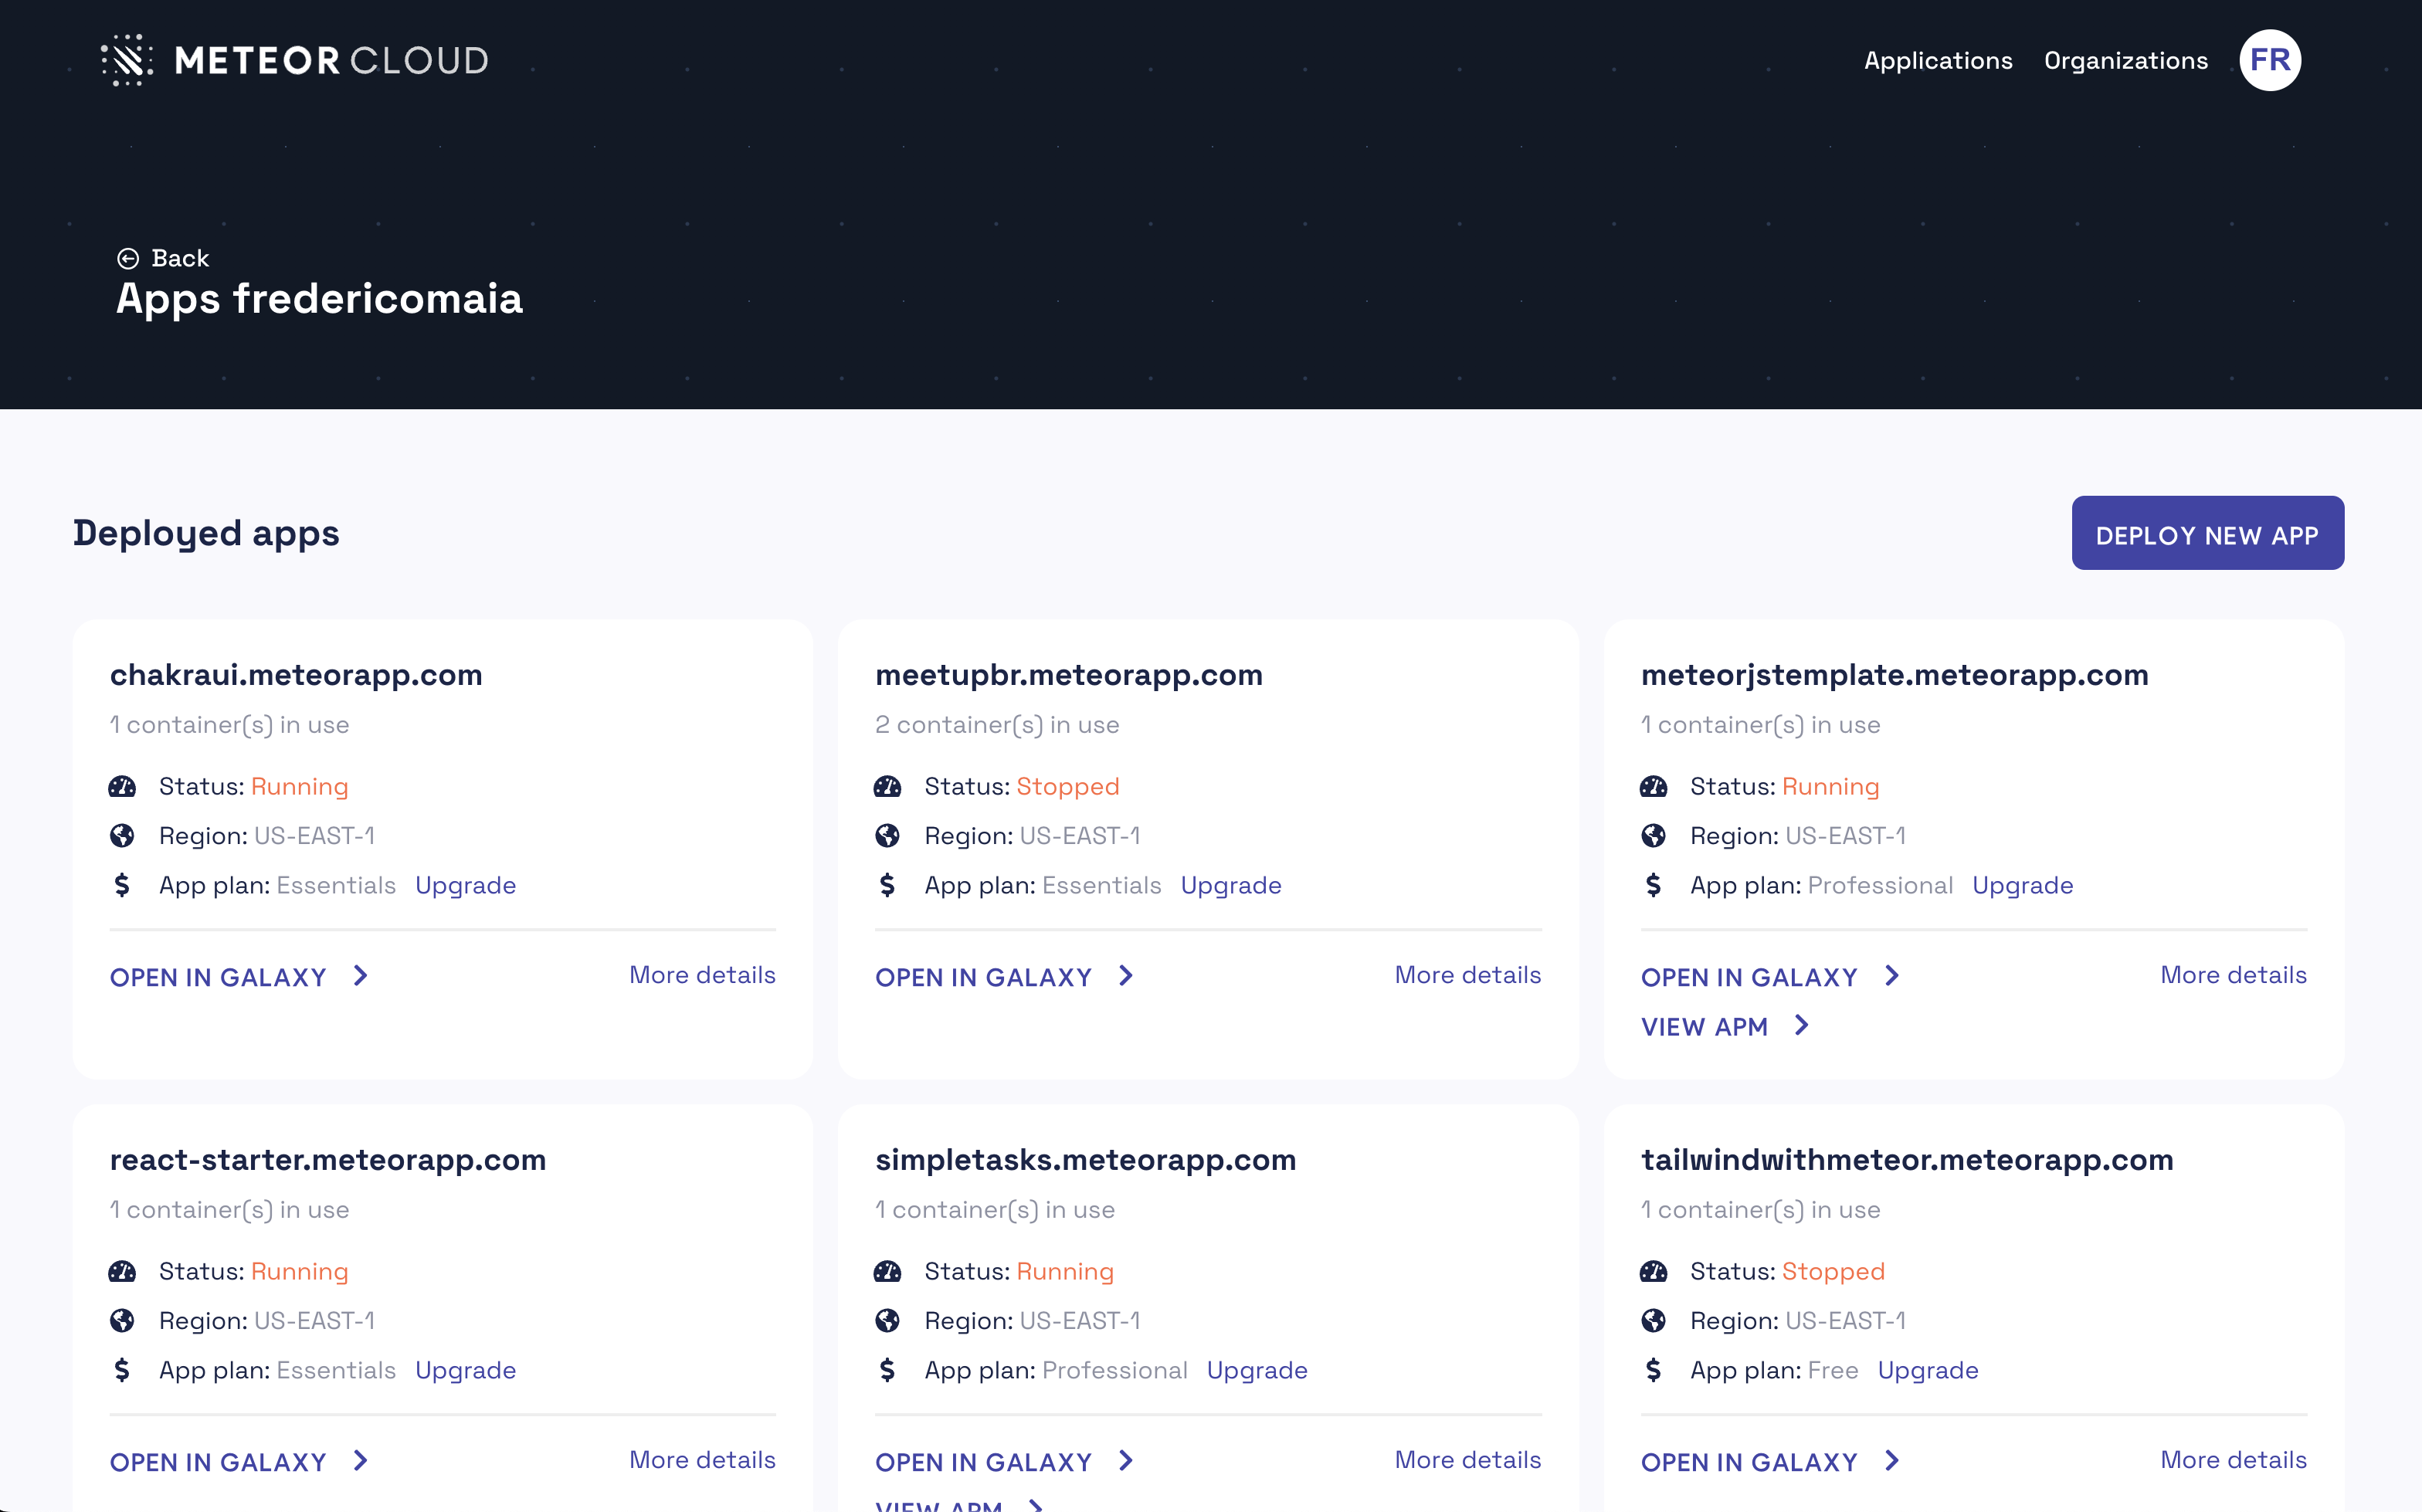 METEOR CLOUD
Applications Organizations FR
Back
Apps fredericomaia
Deployed apps
DEPLOY NEW APP
chakraui.meteorapp.com
1 container(s) in use
Status: Running
Region: US-EAST-1
$ App plan: Essentials Upgrade
OPEN IN GALAXY
More details
meetupbr.meteorapp.com
2 container(s) in use
Status: Stopped
Region: US-EAST-1
$ App plan: Essentials Upgrade
OPEN IN GALAXY
More details
meteorjstemplate.meteorapp.com
1 container(s) in use
Status: Running
Region: US-EAST-1
$ App plan: Professional Upgrade
OPEN IN GALAXY
More details
VIEW APM
react-starter.meteorapp.com
1 container(s) in use
Status: Running
Region: US-EAST-1
$ App plan: Essentials Upgrade
OPEN IN GALAXY
More details
simpletasks.meteorapp.com
1 container(s) in use
Status: Running
Region: US-EAST-1
$ App plan: Professional Upgrade
OPEN IN GALAXY
More details
VIEW APM
tailwindwithmeteor.meteorapp.com
1 container(s) in use
Status: Stopped
Region: US-EAST-1
$ App plan: Free Upgrade
OPEN IN GALAXY
More details